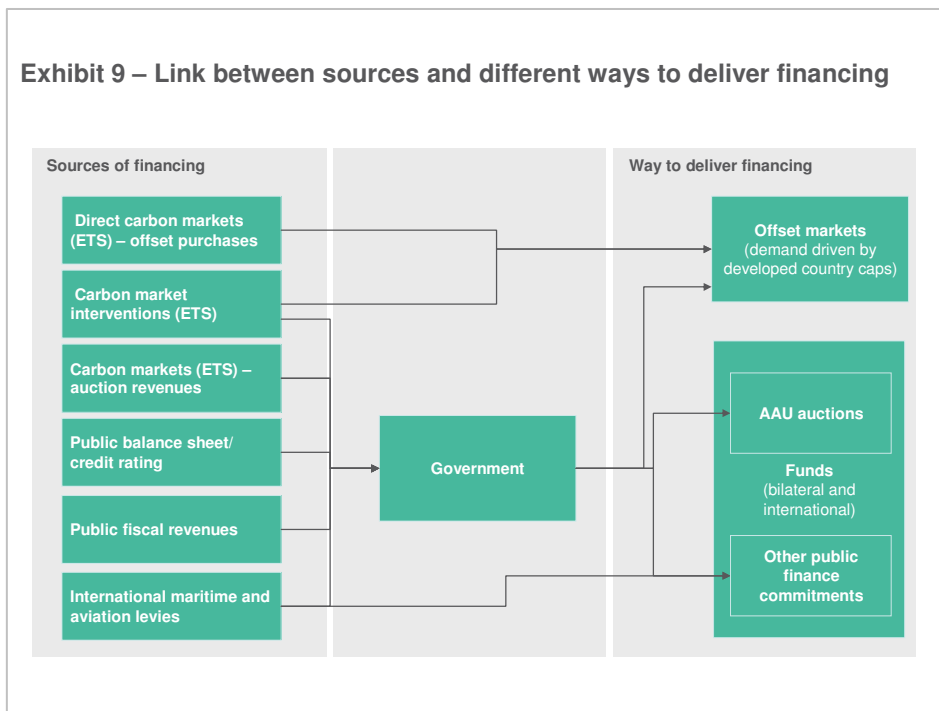 Exhibit 9 – Link between sources and different ways to deliver financing
Sources of financing
Way to deliver financing
Direct carbon markets
(ETS) – offset purchases
Carbon market
interventions (ETS)
Carbon markets (ETS) –
auction revenues
Public balance sheet/
credit rating
Public fiscal revenues
International maritime and
aviation levies
Government
Offset markets
(demand driven by
developed country caps)
AAU auctions
Funds
(bilateral and
international)
Other public
finance
commitments